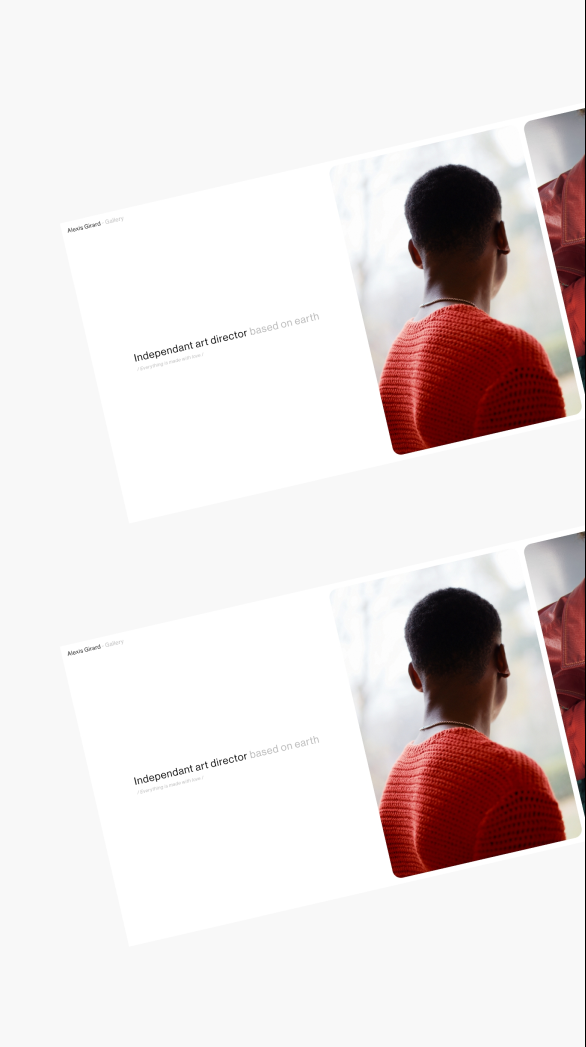 Alexis Girard · Gallery
Independant art director based on earth
/ Everything is made with love /
Alexis Girard · Gallery
Independant art director based on earth
/ Everything is made with love /